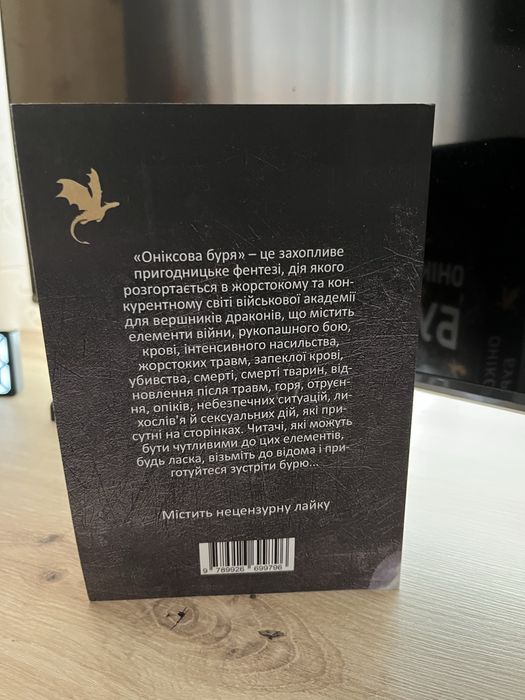 «Оніксова буря» – це захопливе
пригодницьке фентезі, дія якого
розгортається в жорстокому та кон-
курентному світі військової академії
для вершників драконів, що містить
елементи війни, рукопашного бою,
крові, інтенсивного насильства,
жорстоких травм, запеклої крові,
убивства, смерті, смерті тварин, від-
новлення після травм, горя, отруєн-
ня, опіків, небезпечних ситуацій, ли-
хослів'я й сексуальних дій, які при-
сутні на сторінках. Читачі, які можуть
бути чутливими до цих елементів,
будь ласка, візьміть до відома і при-
готуйтеся зустріти бурю...
Містить нецензурну лайку
9 789926 699796
ОНІК
БУ